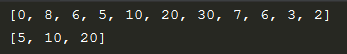 [0, 8, 6, 5, 10, 20, 30, 7, 6, 3, 2]
[5, 10, 20]